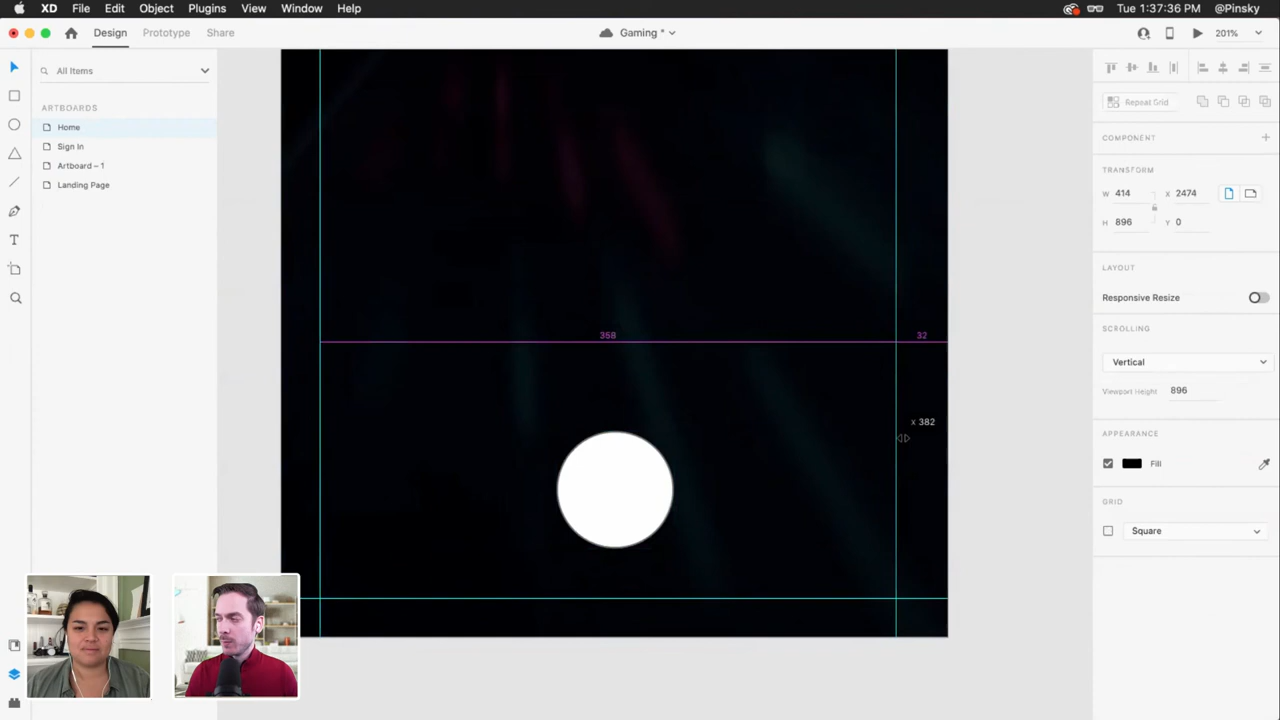 XD File Edit Object Plugins View Window Help
Tue 1:37:36 PM @Pinsky
Design Prototype Share
Gaming *
201%
All Items
ARTBOARDS
Home
Sign In
Artboard – 1
Landing Page
358
32
x 382
Repeat Grid
COMPONENT
TRANSFORM
W 414 X 2474
H 896 Y 0
LAYOUT
Responsive Resize
SCROLLING
Vertical
Viewport Height 896
APPEARANCE
Fill
GRID
Square